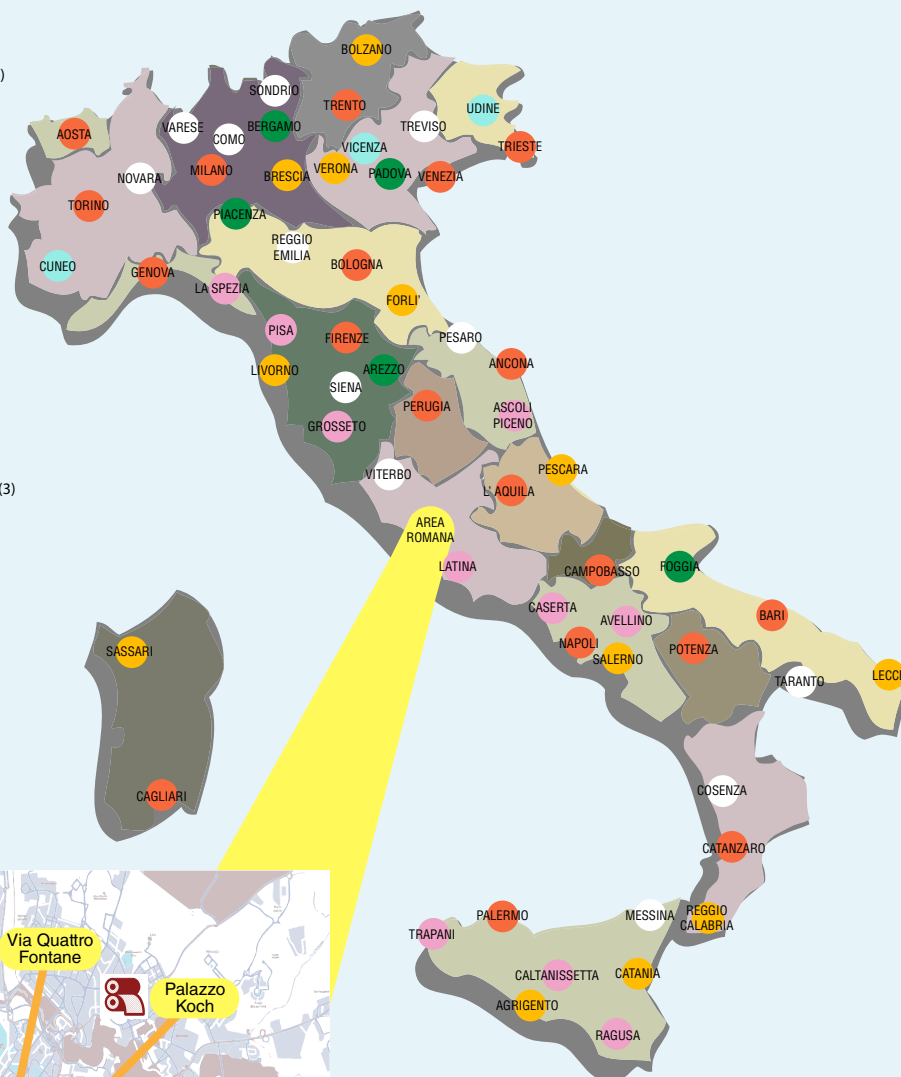 BOLZANO
)
SONDRIO
TRENTO
UDINE
AOSTA
VARESE
COMO
BERGAMO
TREVISO
VICENZA
TRIESTE
NOVARA
MILANO
BRESCIA
VERONA
PADOVA
VENEZIA
TORINO
PIACENZA
REGGIO
EMILIA
CUNEO
GENOVA
BOLOGNA
LA SPEZIA
FORLI'
PISA
FIRENZE
PESARO
LIVORNO
AREZZO
ANCONA
SIENA
PERUGIA
ASCOLI
PICENO
GROSSETO
VITERBO
PESCARA
(3)
L' AQUILA
AREA
ROMANA
LATINA
CAMPOBASSO
FOGGIA
CASERTA
AVELLINO
BARI
NAPOLI
SALERNO
POTENZA
SASSARI
TARANTO
LECCE
CAGLIARI
COSENZA
CATANZARO
PALERMO
MESSINA
REGGIO
CALABRIA
TRAPANI
CALTANISSETTA
CATANIA
AGRIGENTO
RAGUSA
Via Quattro
Fontane
Palazzo
Koch